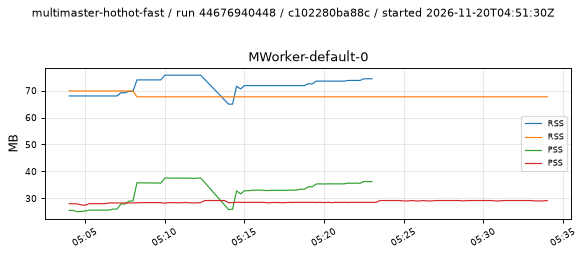 multimaster-hothot-fast / run 44676940448 / c102280ba88c / started 2026-11-20T04:51:30Z
MWorker-default-0
MB
70
60
50
40
30
RSS
RSS
PSS
PSS
05:05
05:10
05:15
05:20
05:25
05:30
05:35